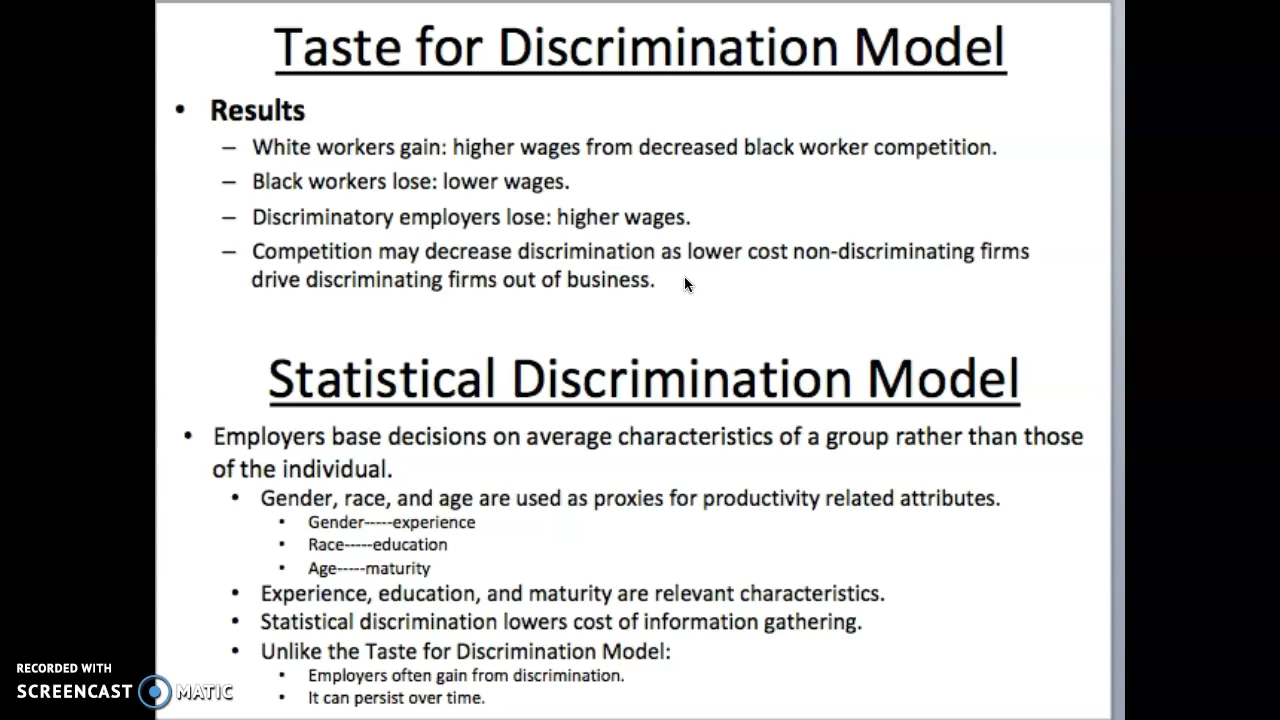 Taste for Discrimination Model
• Results
– White workers gain: higher wages from decreased black worker competition.
– Black workers lose: lower wages.
– Discriminatory employers lose: higher wages.
– Competition may decrease discrimination as lower cost non-discriminating firms
drive discriminating firms out of business.
Statistical Discrimination Model
• Employers base decisions on average characteristics of a group rather than those
of the individual.
• Gender, race, and age are used as proxies for productivity related attributes.
• Gender-----experience
• Race-----education
• Age-----maturity
• Experience, education, and maturity are relevant characteristics.
• Statistical discrimination lowers cost of information gathering.
• Unlike the Taste for Discrimination Model:
• Employers often gain from discrimination.
• It can persist over time.
RECORDED WITH
SCREENCAST MATIC